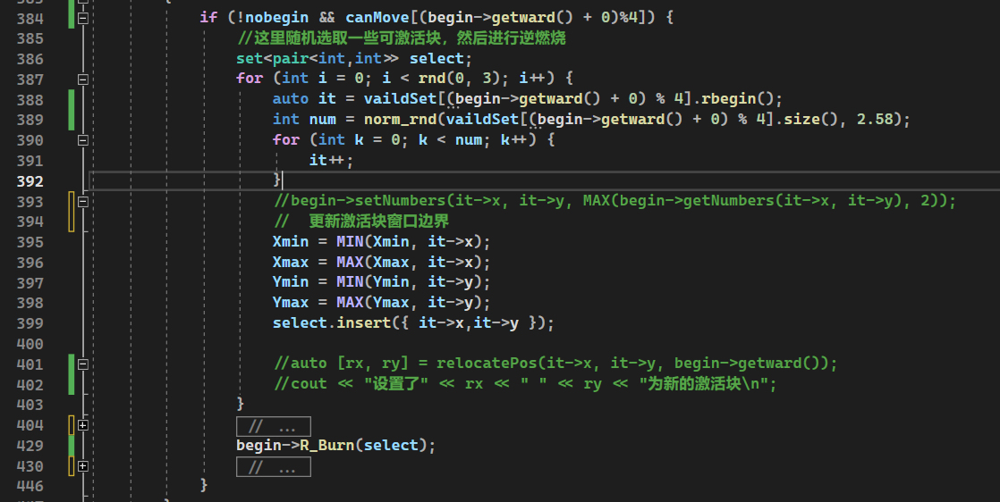 383 {
384 if (!nobegin && canMove[(begin->getward() + 0)%4]) {
385 //这里随机选取一些可激活块，然后进行逆燃烧
386 set<pair<int,int>> select;
387 for (int i = 0; i < rnd(0, 3); i++) {
388 auto it = vaildSet[(begin->getward() + 0) % 4].rbegin();
389 int num = norm_rnd(vaildSet[(begin->getward() + 0) % 4].size(), 2.58);
390 for (int k = 0; k < num; k++) {
391 it++;
392 }
393 //begin->setNumbers(it->x, it->y, MAX(begin->getNumbers(it->x, it->y), 2));
394 // 更新激活块窗口边界
395 Xmin = MIN(Xmin, it->x);
396 Xmax = MAX(Xmax, it->x);
397 Ymin = MIN(Ymin, it->y);
398 Ymax = MAX(Ymax, it->y);
399 select.insert({ it->x,it->y });
400
401 //auto [rx, ry] = relocatePos(it->x, it->y, begin->getward());
402 //cout << "设置了" << rx << " " << ry << "为新的激活块\n";
403 }
404 // ...
429 begin->R_Burn(select);
430 // ...
446 }